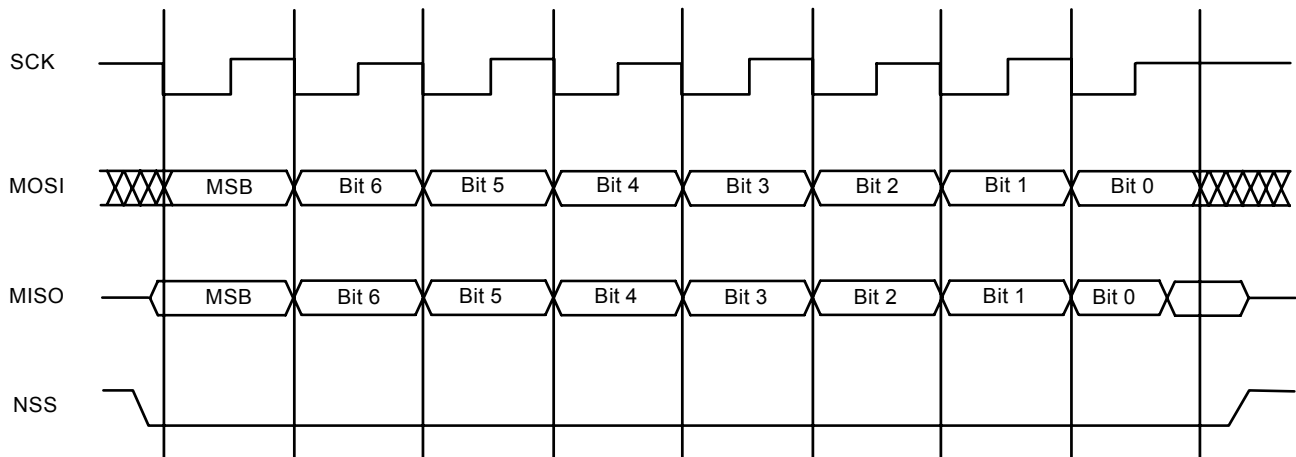 SCK
MOSI MSB Bit 6 Bit 5 Bit 4 Bit 3 Bit 2 Bit 1 Bit 0
MISO MSB Bit 6 Bit 5 Bit 4 Bit 3 Bit 2 Bit 1 Bit 0
NSS